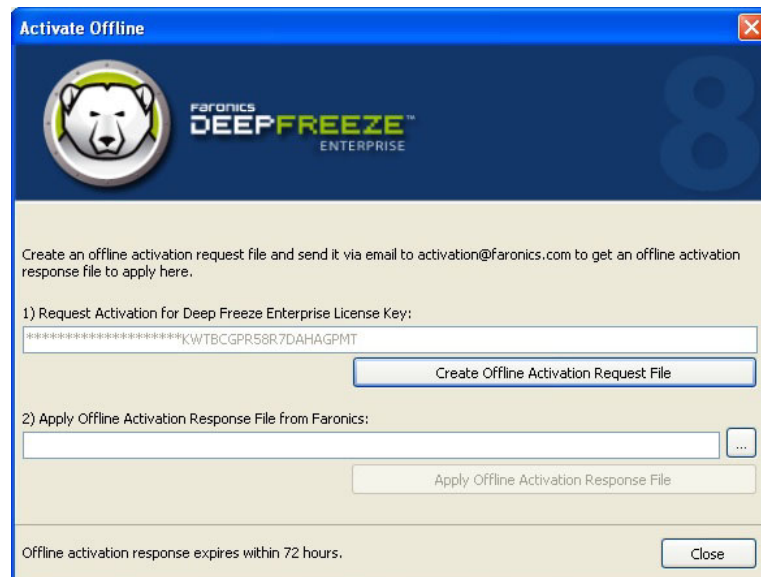 Activate Offline
Faronics
DEEPFREEZE™
ENTERPRISE
8
Create an offline activation request file and send it via email to activation@faronics.com to get an offline activation
response file to apply here.
1) Request Activation for Deep Freeze Enterprise License Key:
********************KWTBCGPR58R7DAHAGPMT
Create Offline Activation Request File
2) Apply Offline Activation Response File from Faronics:
...
Apply Offline Activation Response File
Offline activation response expires within 72 hours.
Close